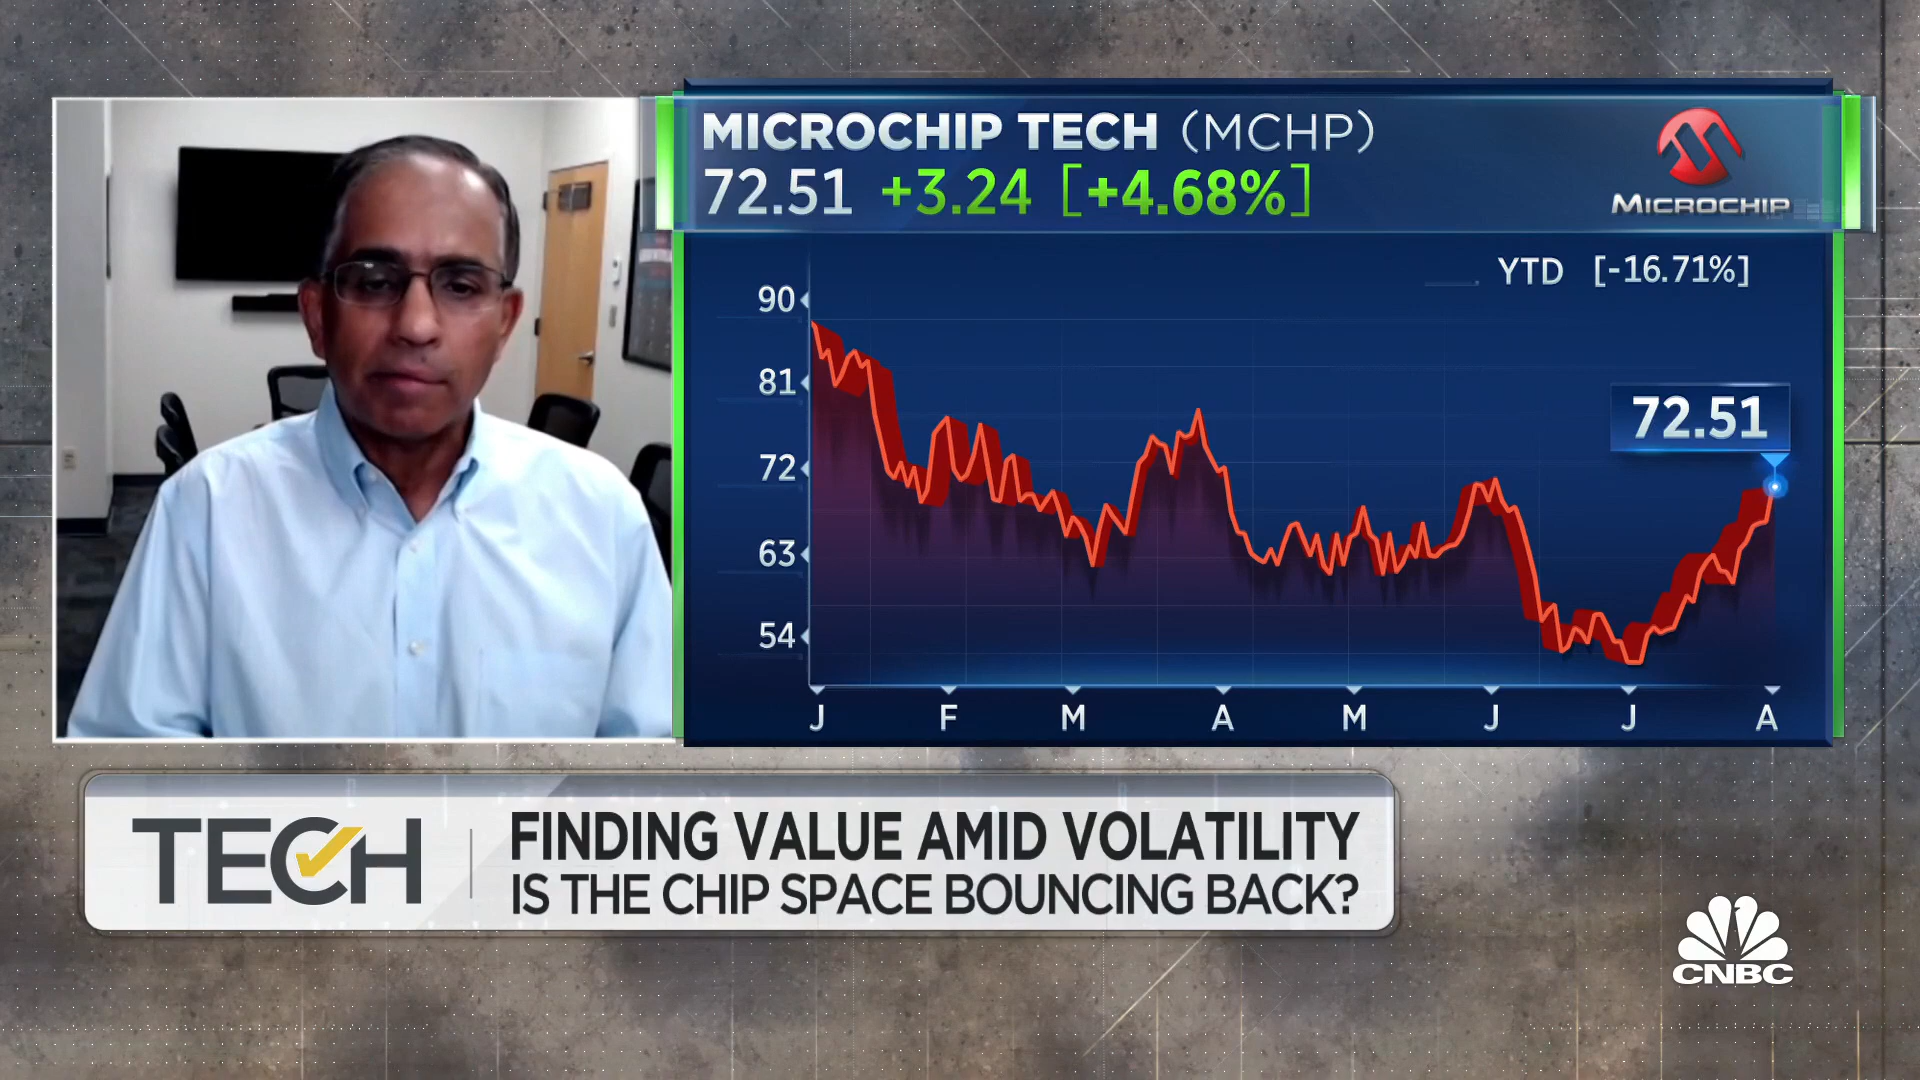 MICROCHIP TECH (MCHP)
72.51 +3.24 [+4.68%]
MICROCHIP
YTD [-16.71%]
90
81
72
63
54
72.51
J F M A M J J A
TECH
FINDING VALUE AMID VOLATILITY
IS THE CHIP SPACE BOUNCING BACK?
CNBC